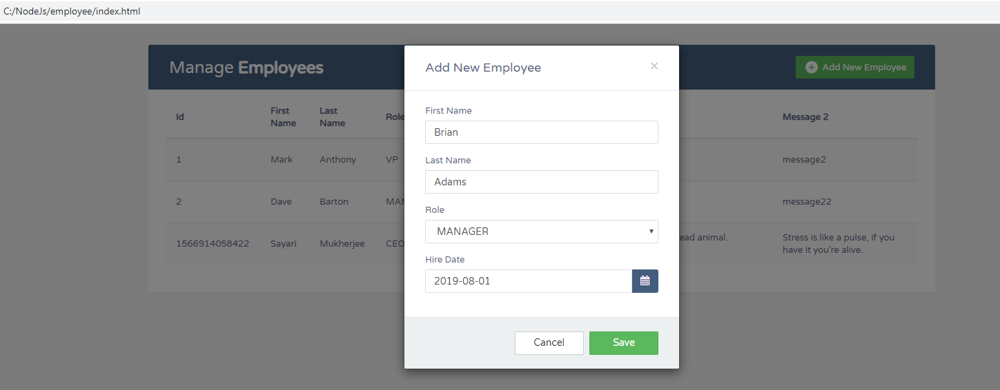 C:/NodeJs/employee/index.html
Manage Employees
Add New Employee
Id First Name Last Name Role Message 2
1 Mark Anthony VP message2
2 Dave Barton MAN message22
1566914058422 Sayari Mukherjee CEO ead animal. Stress is like a pulse, if you
have it you're alive.
Add New Employee ×
First Name
Brian
Last Name
Adams
Role
MANAGER
Hire Date
2019-08-01
Cancel Save